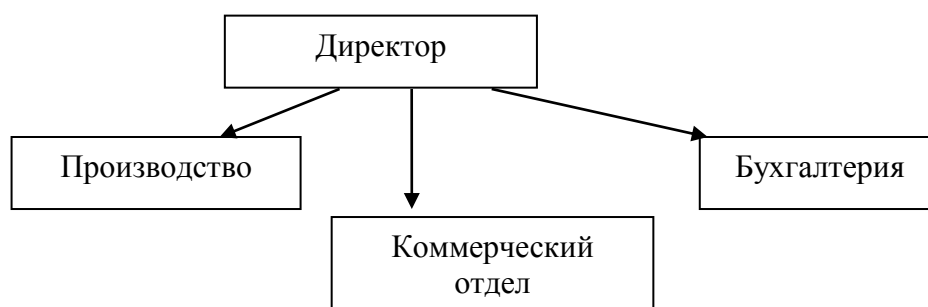 Директор
Производство
Бухгалтерия
Коммерческий
отдел